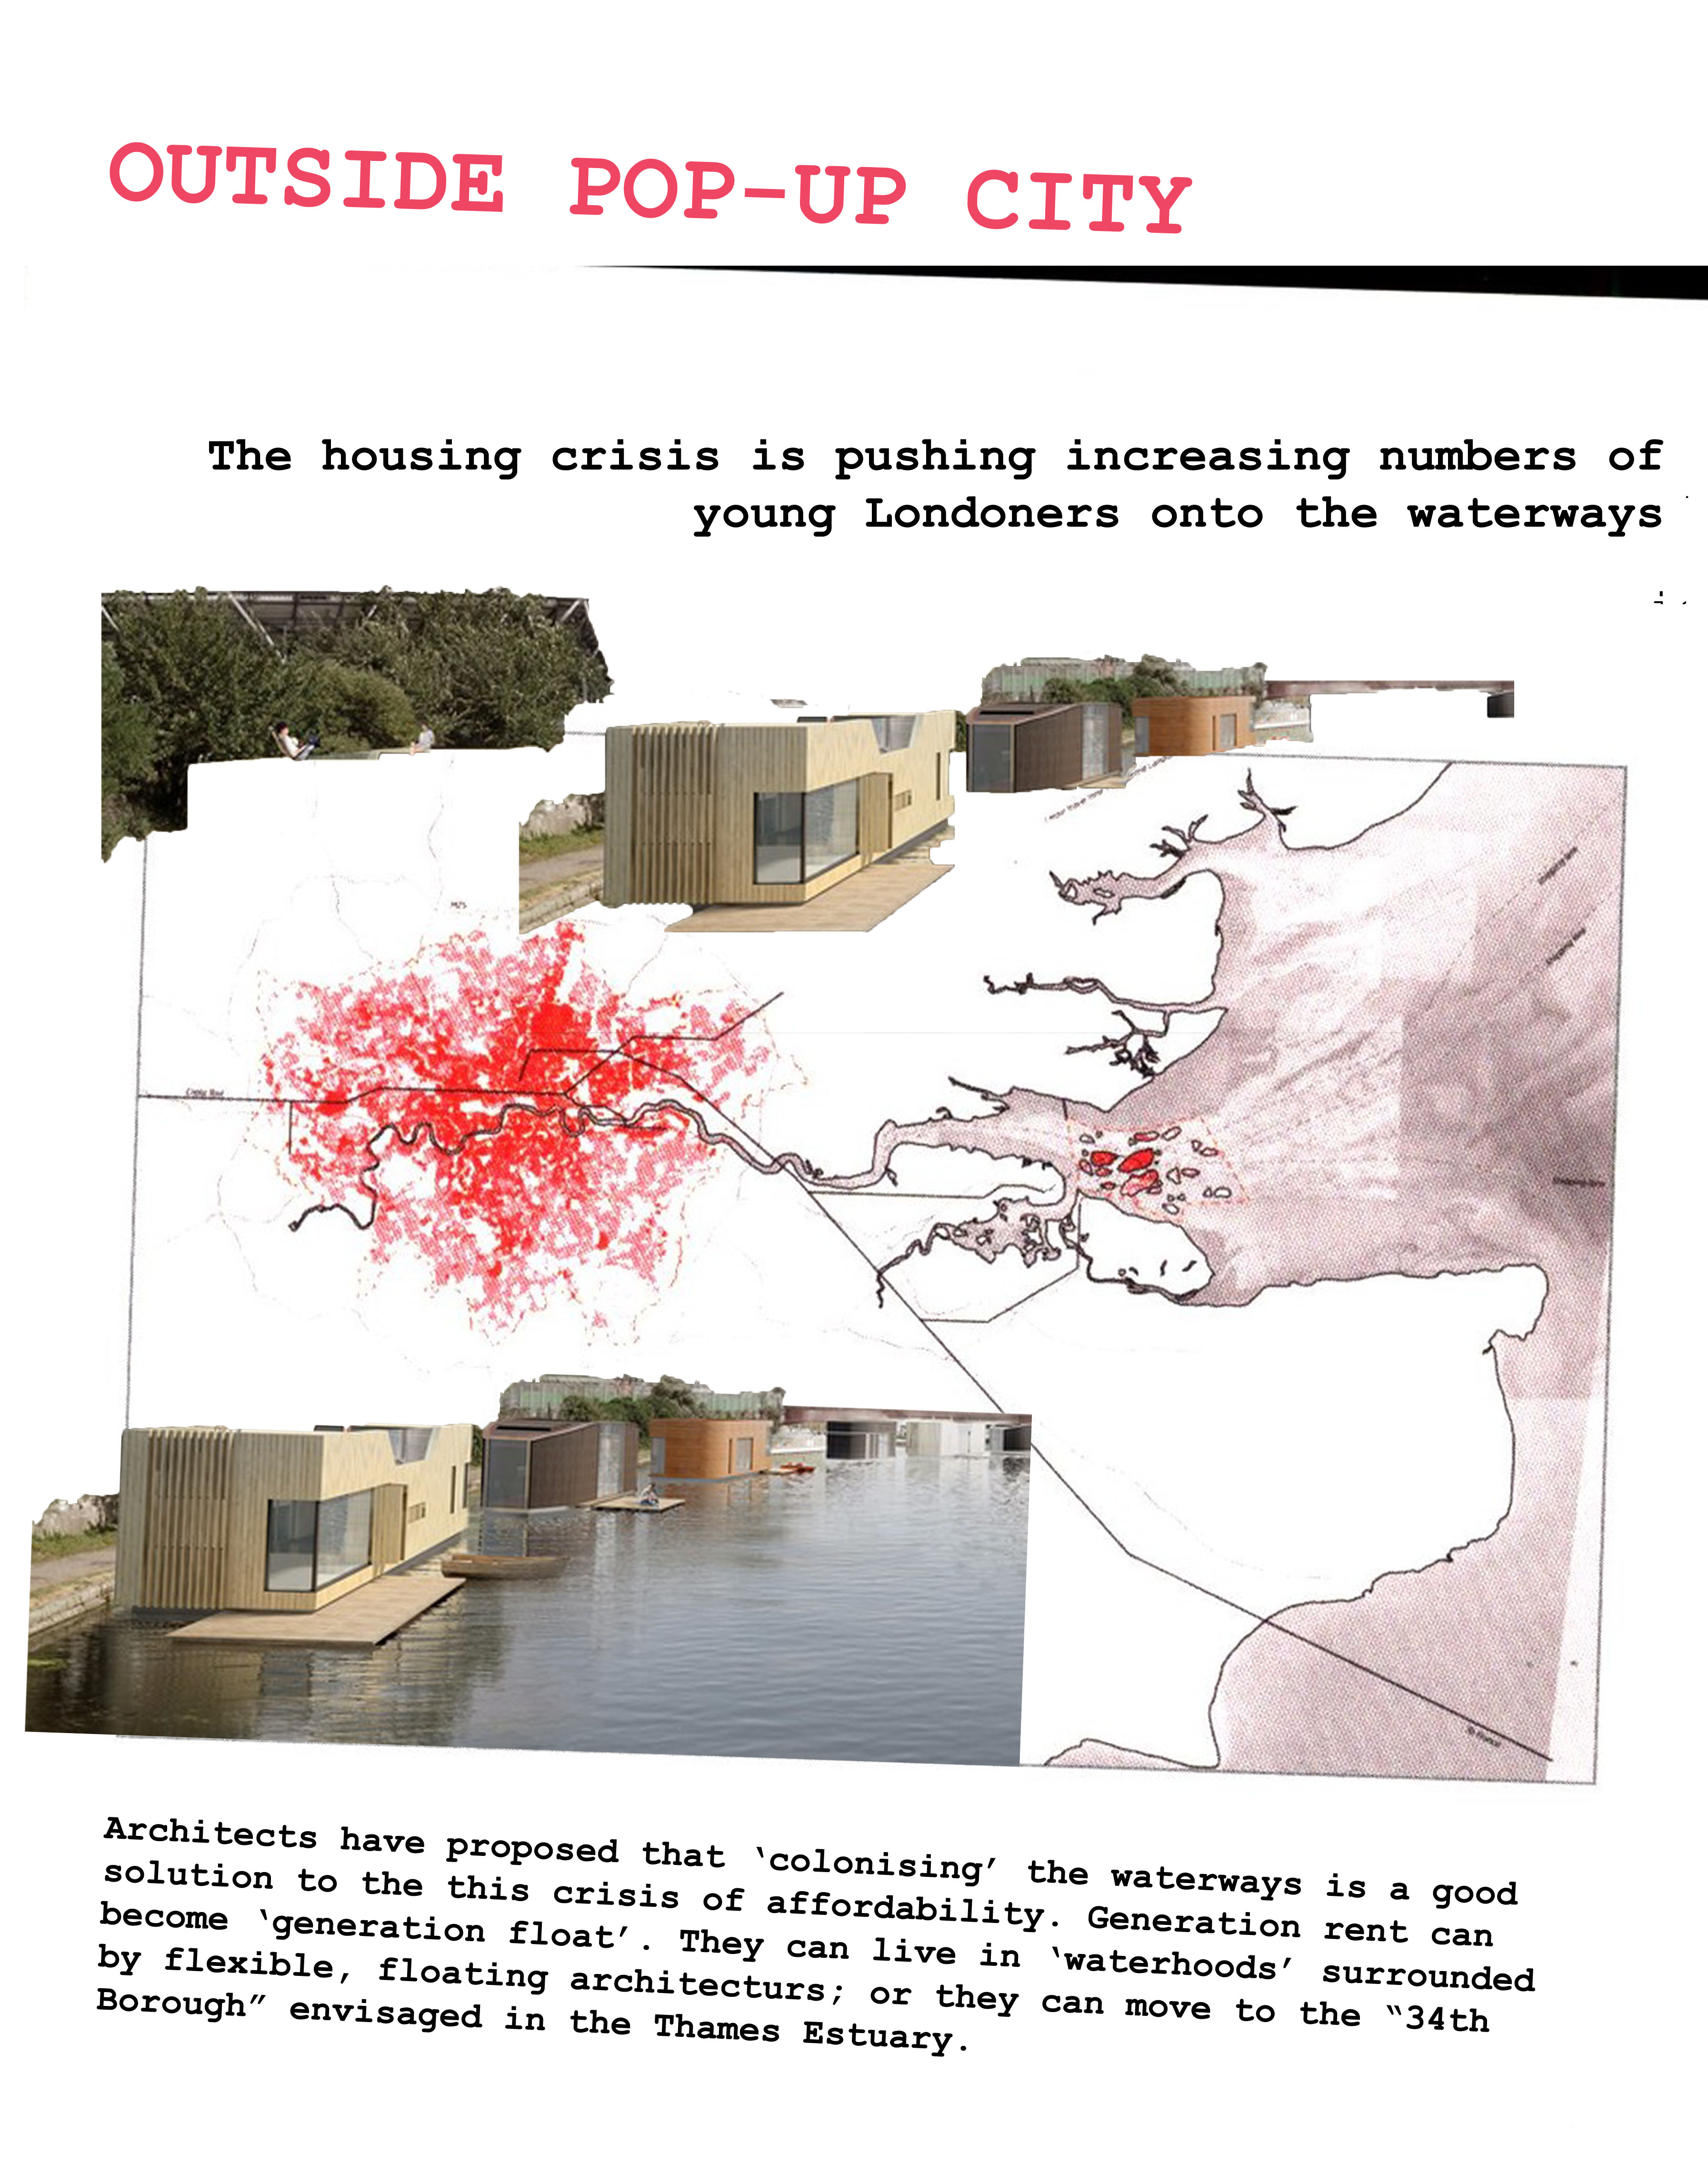 OUTSIDE POP-UP CITY
The housing crisis is pushing increasing numbers of
young Londoners onto the waterways
M25
Architects have proposed that ‘colonising’ the waterways is a good
solution to the this crisis of affordability. Generation rent can
become ‘generation float’. They can live in ‘waterhoods’ surrounded
by flexible, floating architecturs; or they can move to the “34th
Borough” envisaged in the Thames Estuary.